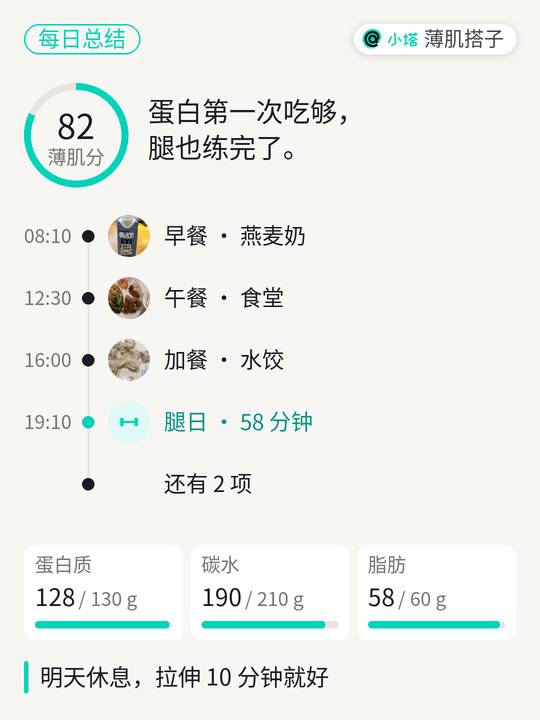 每日总结
小塔 薄肌搭子
82
薄肌分
蛋白第一次吃够，
腿也练完了。
08:10 早餐 · 燕麦奶
12:30 午餐 · 食堂
16:00 加餐 · 水饺
19:10 腿日 · 58 分钟
还有 2 项
蛋白质 碳水 脂肪
128 / 130 g 190 / 210 g 58 / 60 g
明天休息，拉伸 10 分钟就好